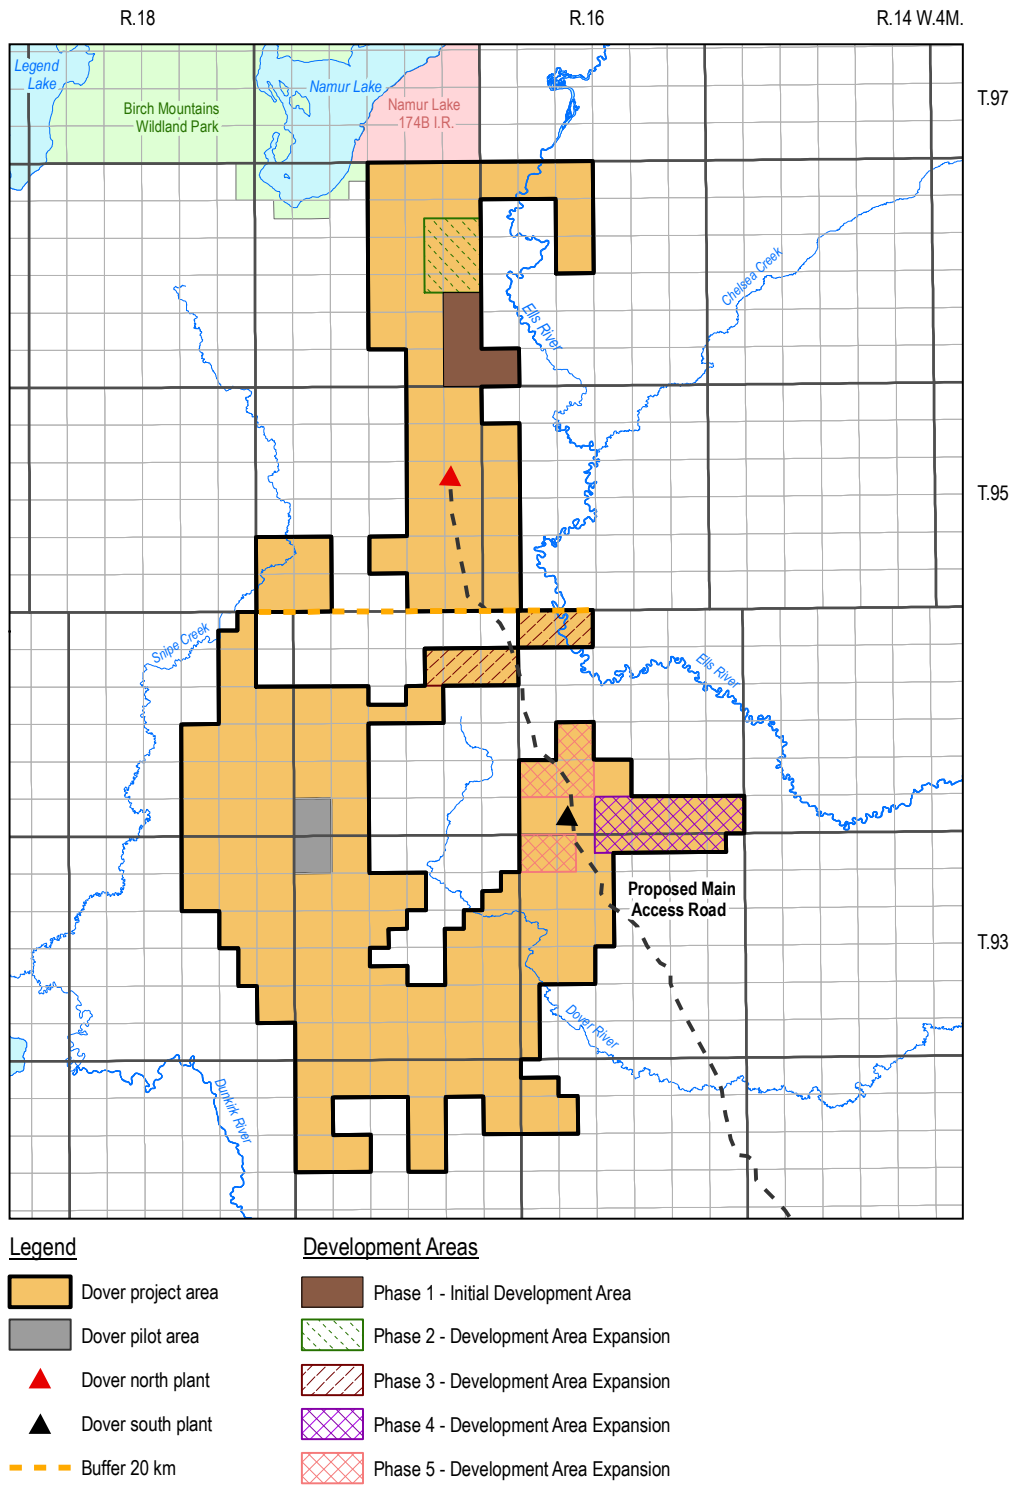 R.18
R.16
R.14 W.4M.
Legend
Lake
Namur Lake
Birch Mountains
Wildland Park
Namur Lake
174B I.R.
T.97
Chelsea Creek
Ells River
T.95
Snipe Creek
Ells River
Proposed Main
Access Road
T.93
Dover River
Dunkirk River
Legend
Dover project area
Dover pilot area
Dover north plant
Dover south plant
Buffer 20 km
Development Areas
Phase 1 - Initial Development Area
Phase 2 - Development Area Expansion
Phase 3 - Development Area Expansion
Phase 4 - Development Area Expansion
Phase 5 - Development Area Expansion